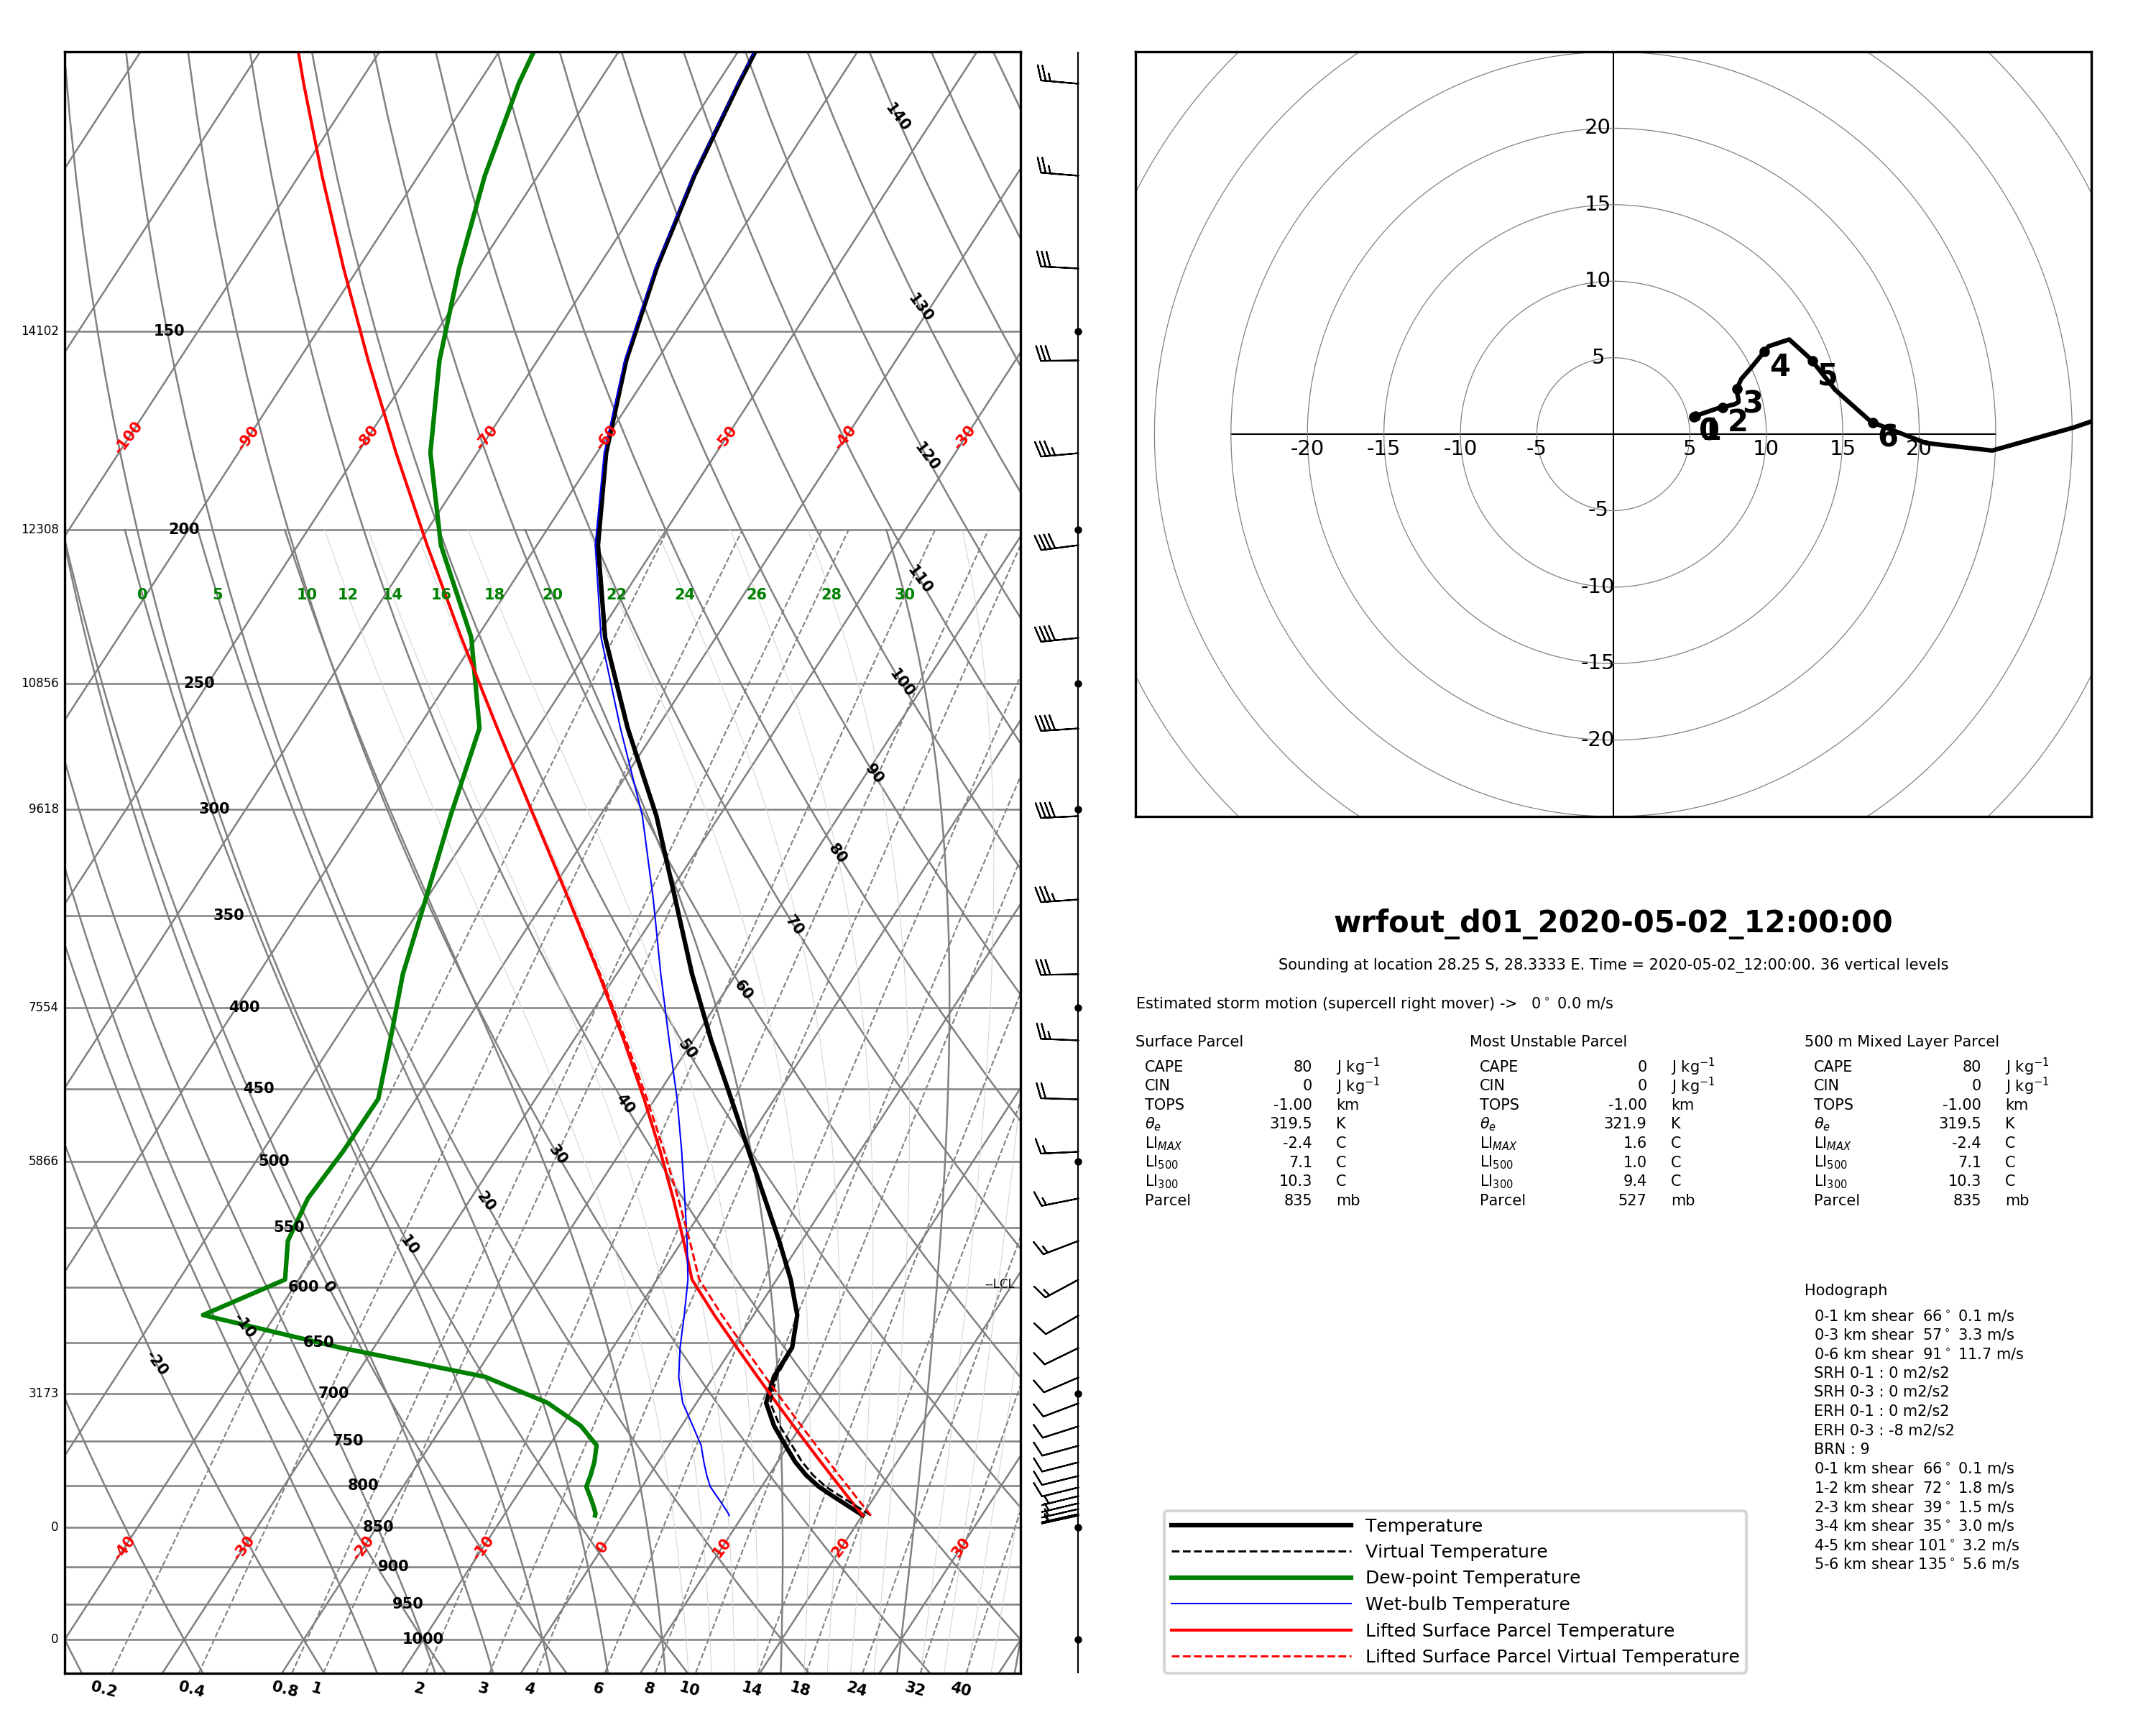 140
130
120
110
100
90
80
70
60
50
40
30
20
10
0
-10
-20
14102 150
-100 -90 -80 -70 -60 -50 -40 -30
12308 200
0 5 10 12 14 16 18 20 22 24 26 28 30
10856 250
9618 300
350
7554 400
450
5866 500
550
600
--LCL
650
3173 700
750
800
0 850
-40 -30 -20 -10 0 10 20 30
900
950
0 1000
0.2 0.4 0.8 1 2 3 4 6 8 10 14 18 24 32 40
20
15
10
5
-20 -15 -10 -5 5 10 15 20
-5
-10
-15
-20
0 1 2 3 4 5 6
wrfout_d01_2020-05-02_12:00:00
Sounding at location 28.25 S, 28.3333 E. Time = 2020-05-02_12:00:00. 36 vertical levels
Estimated storm motion (supercell right mover) -> 0° 0.0 m/s
Surface Parcel
CAPE 80 J kg⁻¹
CIN 0 J kg⁻¹
TOPS -1.00 km
θe 319.5 K
LIMAX -2.4 C
LI500 7.1 C
LI300 10.3 C
Parcel 835 mb
Most Unstable Parcel
CAPE 0 J kg⁻¹
CIN 0 J kg⁻¹
TOPS -1.00 km
θe 321.9 K
LIMAX 1.6 C
LI500 1.0 C
LI300 9.4 C
Parcel 527 mb
500 m Mixed Layer Parcel
CAPE 80 J kg⁻¹
CIN 0 J kg⁻¹
TOPS -1.00 km
θe 319.5 K
LIMAX -2.4 C
LI500 7.1 C
LI300 10.3 C
Parcel 835 mb
Hodograph
0-1 km shear 66° 0.1 m/s
0-3 km shear 57° 3.3 m/s
0-6 km shear 91° 11.7 m/s
SRH 0-1 : 0 m2/s2
SRH 0-3 : 0 m2/s2
ERH 0-1 : 0 m2/s2
ERH 0-3 : -8 m2/s2
BRN : 9
0-1 km shear 66° 0.1 m/s
1-2 km shear 72° 1.8 m/s
2-3 km shear 39° 1.5 m/s
3-4 km shear 35° 3.0 m/s
4-5 km shear 101° 3.2 m/s
5-6 km shear 135° 5.6 m/s
Temperature
Virtual Temperature
Dew-point Temperature
Wet-bulb Temperature
Lifted Surface Parcel Temperature
Lifted Surface Parcel Virtual Temperature